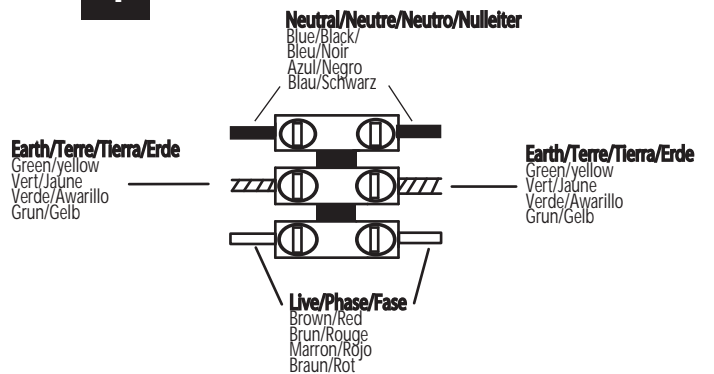 Neutral/Neutre/Neutro/Nulleiter
Blue/Black/
Bleu/Noir
Azul/Negro
Blau/Schwarz
Earth/Terre/Tierra/Erde
Green/yellow
Vert/Jaune
Verde/Awarillo
Grun/Gelb
Earth/Terre/Tierra/Erde
Green/yellow
Vert/Jaune
Verde/Awarillo
Grun/Gelb
Live/Phase/Fase
Brown/Red
Brun/Rouge
Marron/Rojo
Braun/Rot